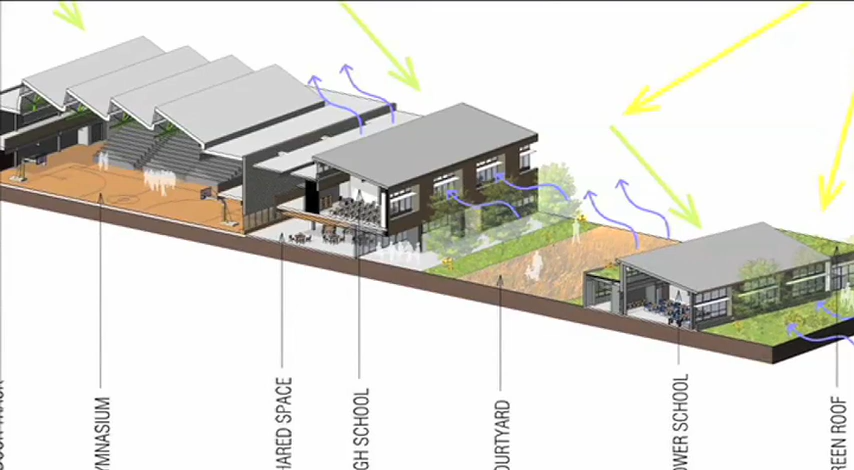 YMNASIUM
HARED SPACE
GH SCHOOL
OURTYARD
OWER SCHOOL
REEN ROOF